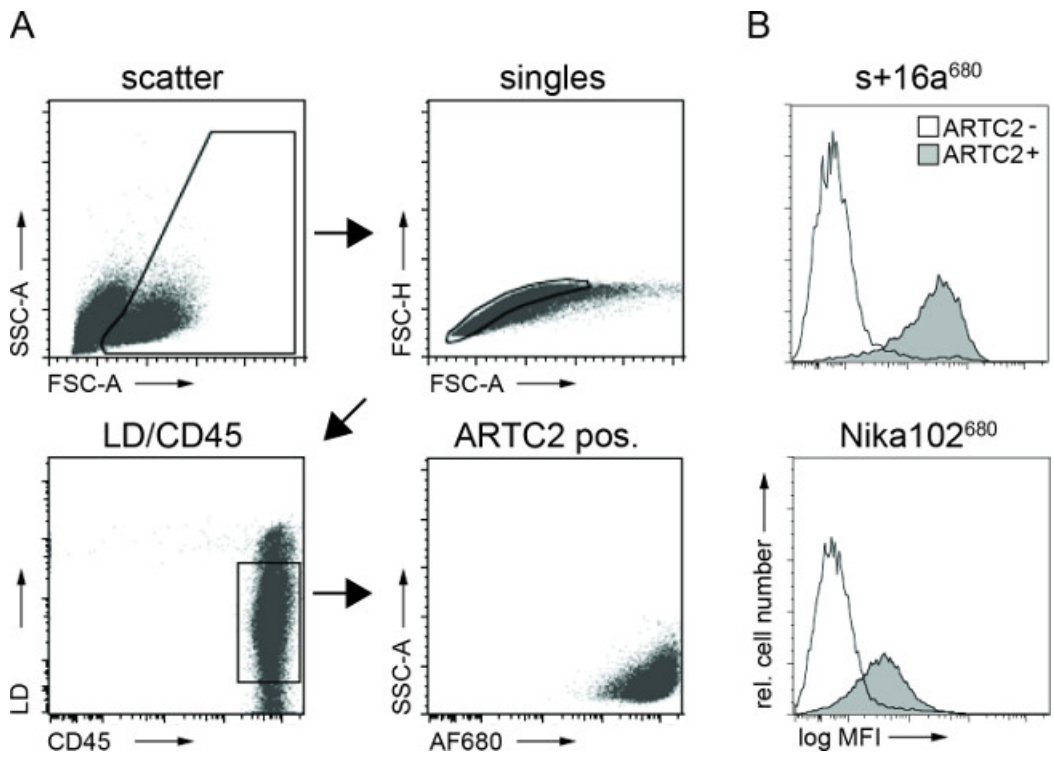 A
scatter
SSC-A
FSC-A
singles
FSC-H
FSC-A
LD/CD45
LD
CD45
ARTC2 pos.
SSC-A
AF680
B
s+16a⁶⁸⁰
ARTC2 -
ARTC2 +
Nika102⁶⁸⁰
rel. cell number
log MFI